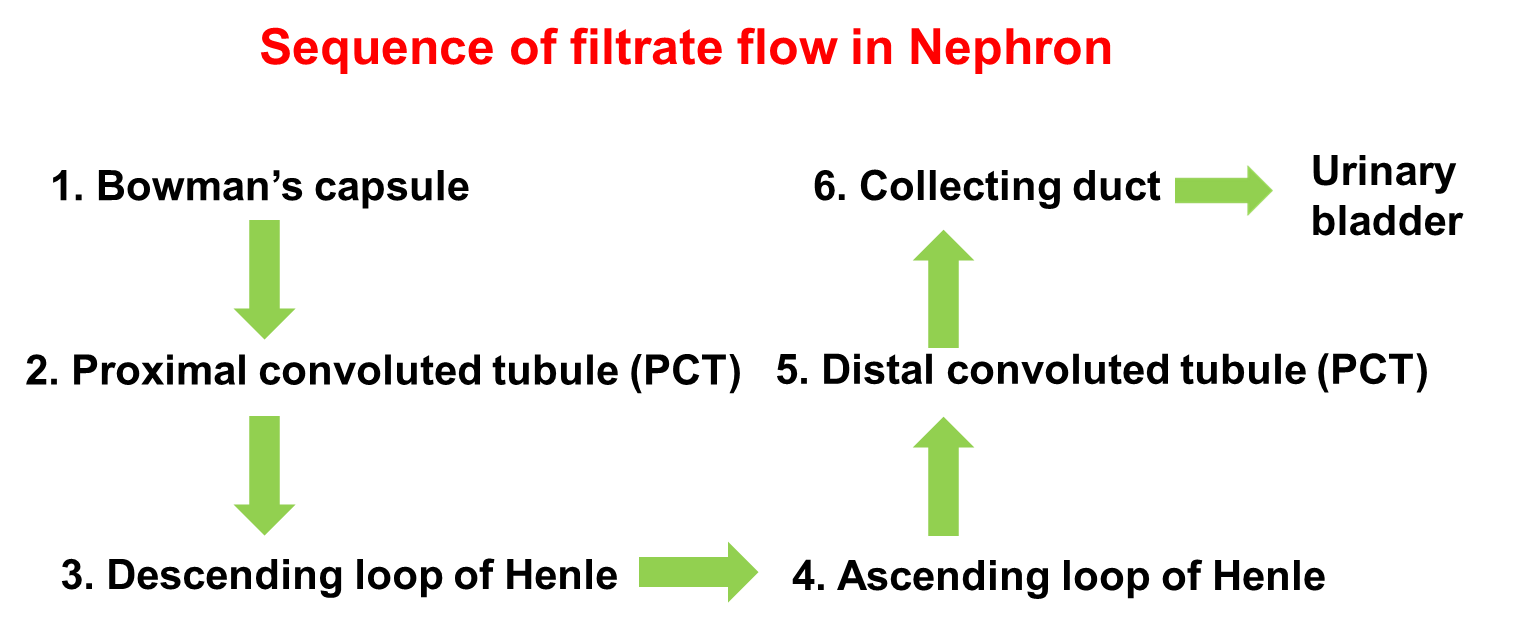 Sequence of filtrate flow in Nephron
1. Bowman’s capsule
2. Proximal convoluted tubule (PCT)
3. Descending loop of Henle
4. Ascending loop of Henle
5. Distal convoluted tubule (PCT)
6. Collecting duct
Urinary
bladder